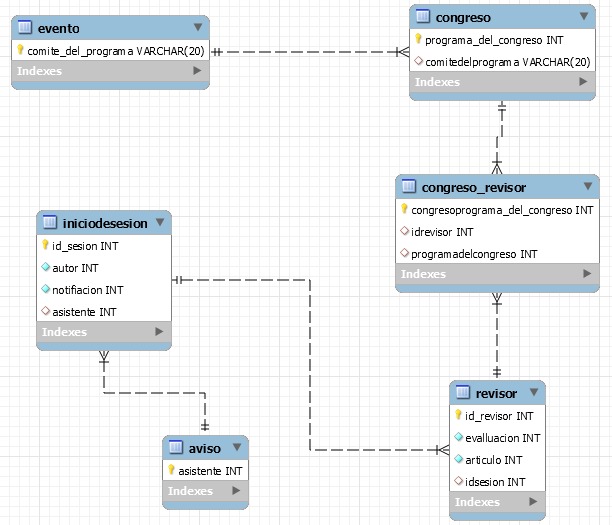 evento
comite_del_programa VARCHAR(20)
Indexes
congreso
programa_del_congreso INT
comitedelprograma VARCHAR(20)
Indexes
congreso_revisor
congresoprograma_del_congreso INT
idrevisor INT
programadelcongreso INT
Indexes
iniciodesesion
id_sesion INT
autor INT
notifiacion INT
asistente INT
Indexes
revisor
id_revisor INT
evalluacion INT
articulo INT
idsesion INT
Indexes
aviso
asistente INT
Indexes